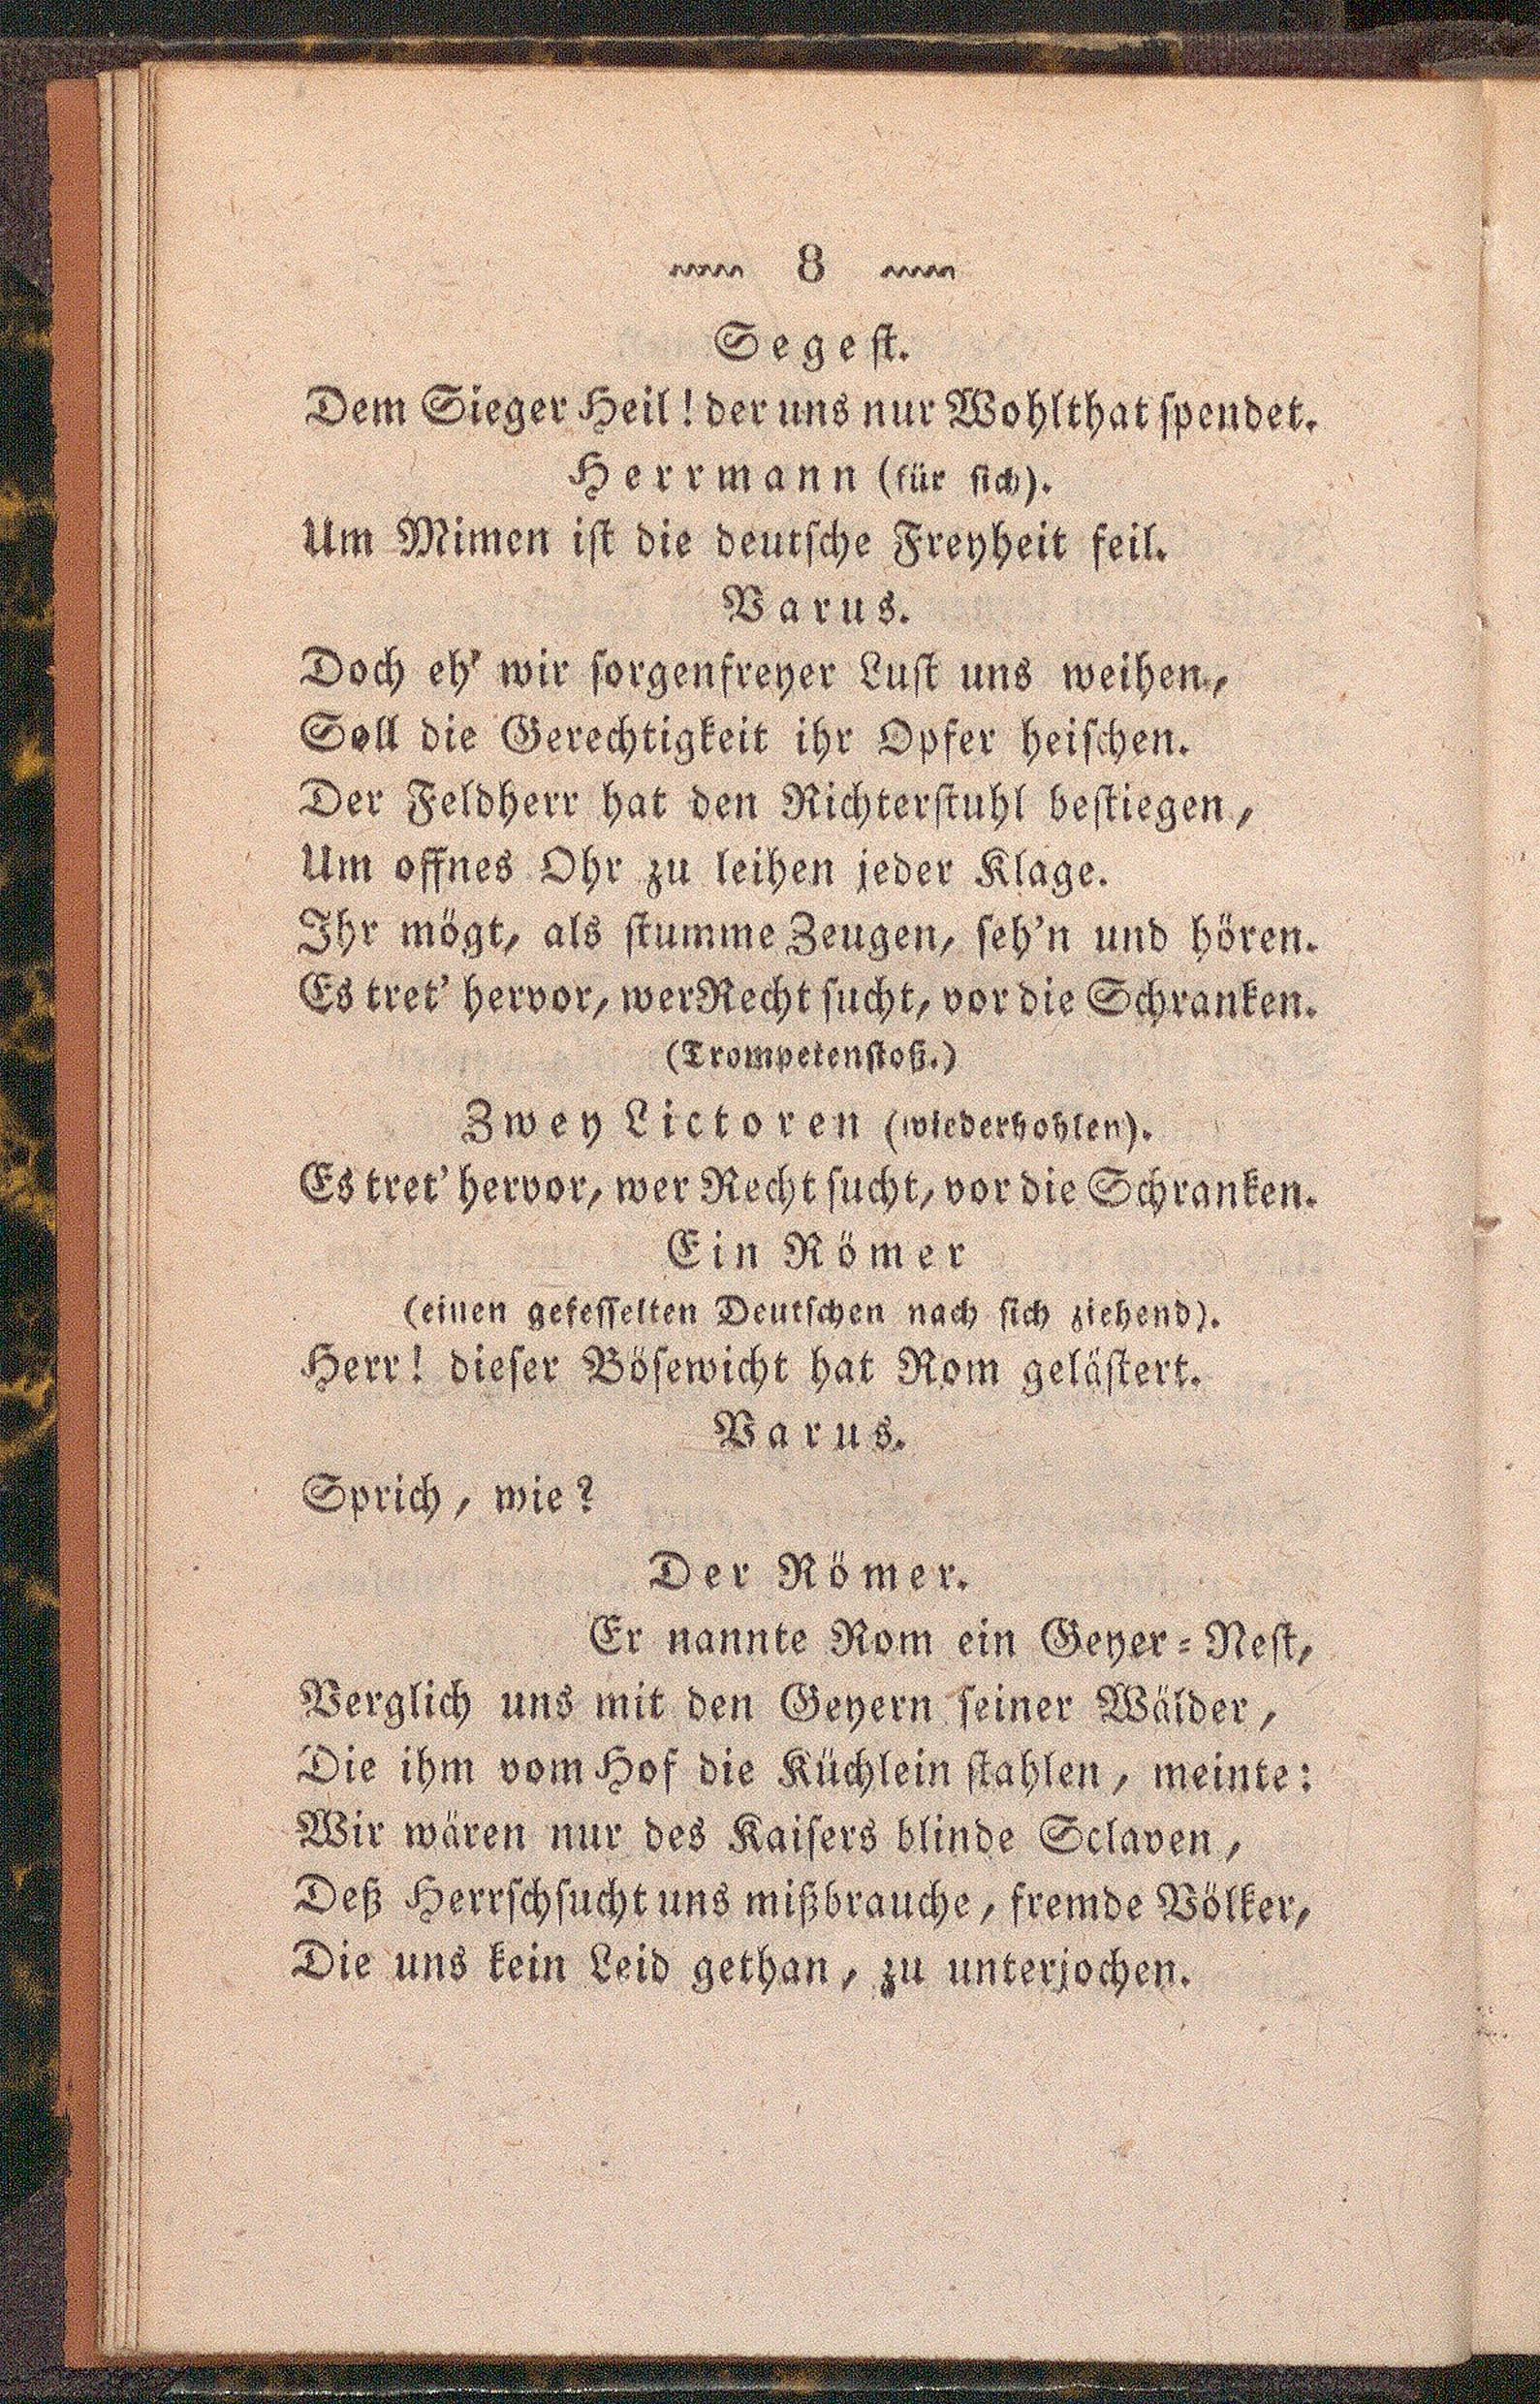 8
Segest.
Dem Sieger Heil! der uns nur Wohlthat spendet.
Herrmann (für sich).
Um Mimen ist die deutsche Freyheit feil.
Varus.
Doch eh' wir sorgenfreyer Lust uns weihen,
Soll die Gerechtigkeit ihr Opfer heischen.
Der Feldherr hat den Richterstuhl bestiegen,
Um offnes Ohr zu leihen jeder Klage.
Ihr mögt, als stumme Zeugen, seh'n und hören.
Es tret' hervor, wer Recht sucht, vor die Schranken.
(Trompetenstoß.)
Zwey Lictoren (wiederhohlen).
Es tret' hervor, wer Recht sucht, vor die Schranken.
Ein Römer
(einen gefesselten Deutschen nach sich ziehend).
Herr! dieser Bösewicht hat Rom gelästert.
Varus.
Sprich, wie?
Der Römer.
Er nannte Rom ein Geyer-Nest,
Verglich uns mit den Geyern seiner Wälder,
Die ihm vom Hof die Küchlein stahlen, meinte:
Wir wären nur des Kaisers blinde Sclaven,
Deß Herrschsucht uns mißbrauche, fremde Völker,
Die uns kein Leid gethan, zu unterjochen.